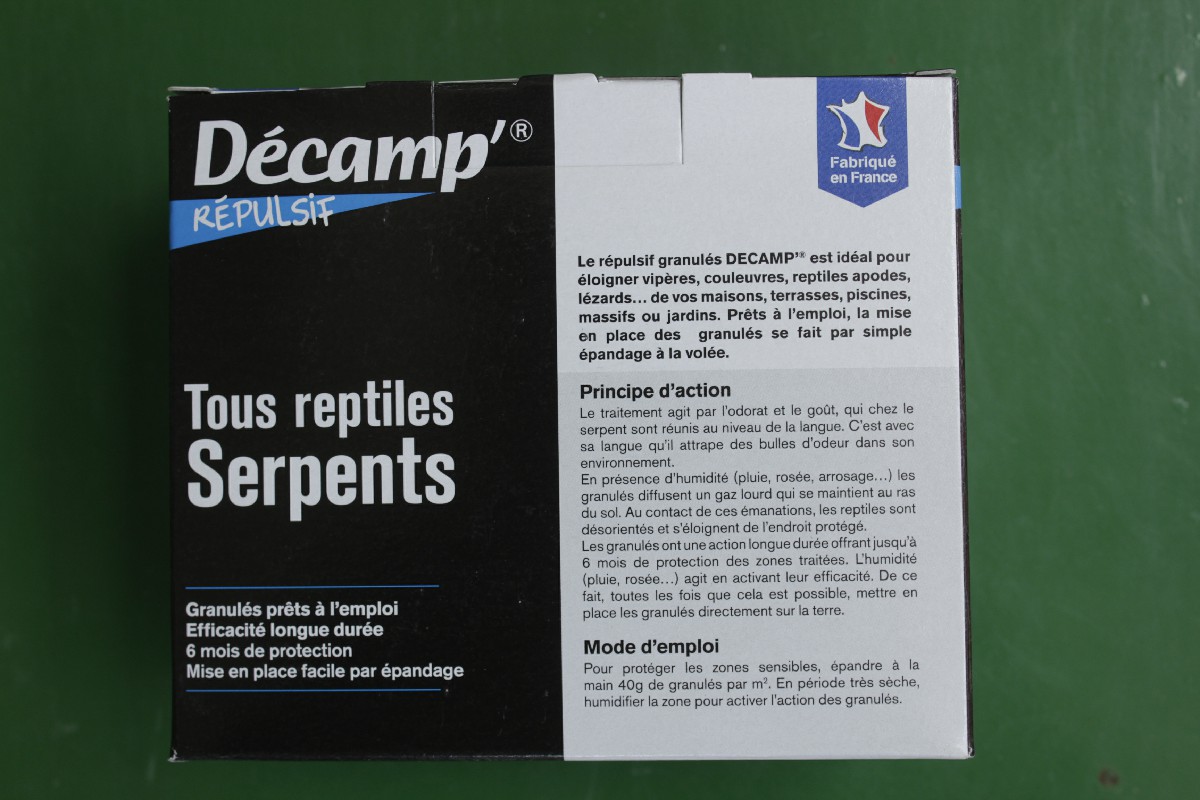 Décamp'®
RÉPULSiF
Tous reptiles
Serpents
Granulés prêts à l'emploi
Efficacité longue durée
6 mois de protection
Mise en place facile par épandage
Fabriqué
en France
Le répulsif granulés DECAMP'® est idéal pour
éloigner vipères, couleuvres, reptiles apodes,
lézards... de vos maisons, terrasses, piscines,
massifs ou jardins. Prêts à l'emploi, la mise
en place des granulés se fait par simple
épandage à la volée.
Principe d'action
Le traitement agit par l'odorat et le goût, qui chez le
serpent sont réunis au niveau de la langue. C'est avec
sa langue qu'il attrape des bulles d'odeur dans son
environnement.
En présence d'humidité (pluie, rosée, arrosage...) les
granulés diffusent un gaz lourd qui se maintient au ras
du sol. Au contact de ces émanations, les reptiles sont
désorientés et s'éloignent de l'endroit protégé.
Les granulés ont une action longue durée offrant jusqu'à
6 mois de protection des zones traitées. L'humidité
(pluie, rosée...) agit en activant leur efficacité. De ce
fait, toutes les fois que cela est possible, mettre en
place les granulés directement sur la terre.
Mode d'emploi
Pour protéger les zones sensibles, épandre à la
main 40g de granulés par m². En période très sèche,
humidifier la zone pour activer l'action des granulés.